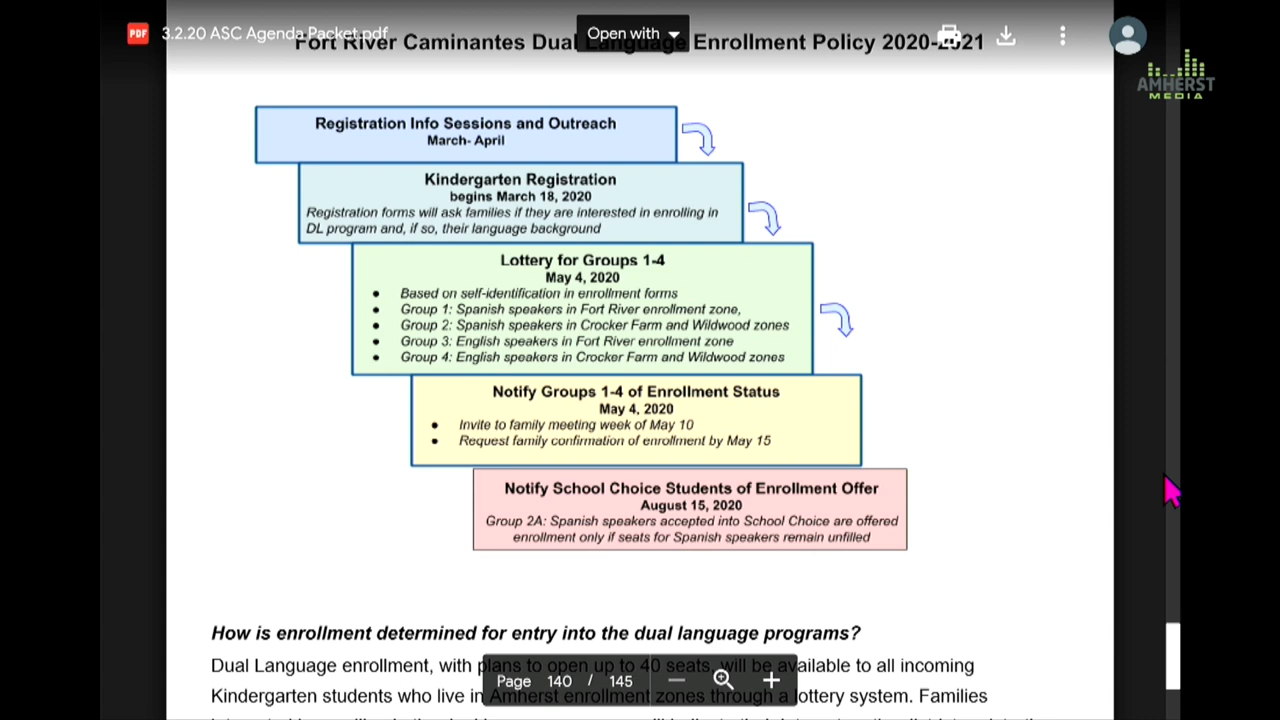 PDF
3.2.20 ASC Agenda Packet.pdf
Open with
Fort River Caminantes Dual Language Enrollment Policy 2020-2021
AMHERST
MEDIA
Registration Info Sessions and Outreach
March- April
Kindergarten Registration
begins March 18, 2020
Registration forms will ask families if they are interested in enrolling in
DL program and, if so, their language background
Lottery for Groups 1-4
May 4, 2020
● Based on self-identification in enrollment forms
● Group 1: Spanish speakers in Fort River enrollment zone,
● Group 2: Spanish speakers in Crocker Farm and Wildwood zones
● Group 3: English speakers in Fort River enrollment zone
● Group 4: English speakers in Crocker Farm and Wildwood zones
Notify Groups 1-4 of Enrollment Status
May 4, 2020
● Invite to family meeting week of May 10
● Request family confirmation of enrollment by May 15
Notify School Choice Students of Enrollment Offer
August 15, 2020
Group 2A: Spanish speakers accepted into School Choice are offered
enrollment only if seats for Spanish speakers remain unfilled
How is enrollment determined for entry into the dual language programs?
Dual Language enrollment, with plans to open up to 40 seats, will be available to all incoming
Page 140 / 145
Kindergarten students who live in Amherst enrollment zones through a lottery system. Families